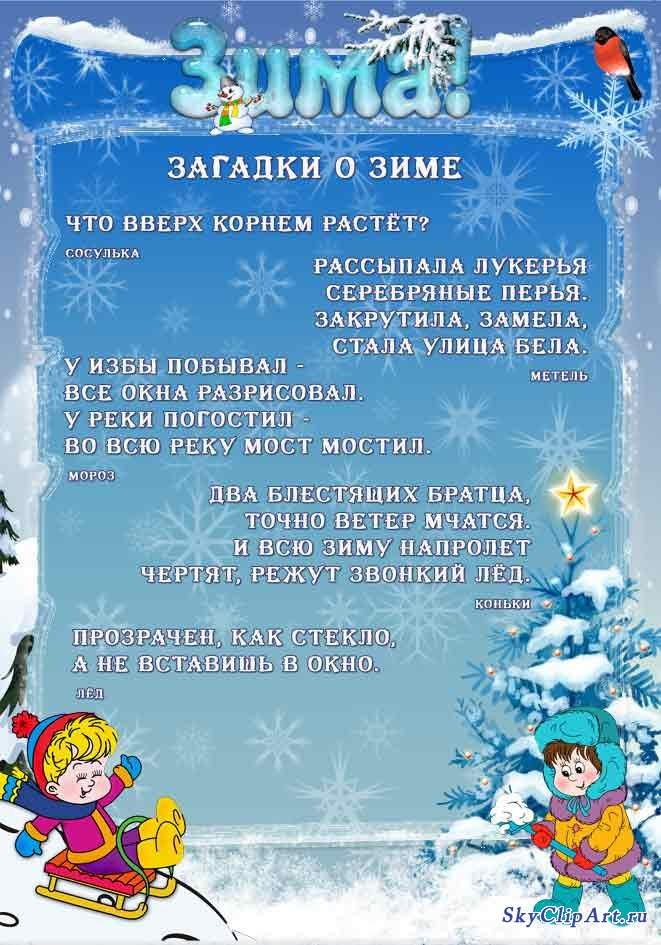 Зима!
ЗАГАДКИ О ЗИМЕ
ЧТО ВВЕРХ КОРНЕМ РАСТЁТ?
СОСУЛЬКА
РАССЫПАЛА ЛУКЕРЬЯ
СЕРЕБРЯНЫЕ ПЕРЬЯ.
ЗАКРУТИЛА, ЗАМЕЛА,
СТАЛА УЛИЦА БЕЛА.
МЕТЕЛЬ
У ИЗБЫ ПОБЫВАЛ -
ВСЕ ОКНА РАЗРИСОВАЛ.
У РЕКИ ПОГОСТИЛ -
ВО ВСЮ РЕКУ МОСТ МОСТИЛ.
МОРОЗ
ДВА БЛЕСТЯЩИХ БРАТЦА,
ТОЧНО ВЕТЕР МЧАТСЯ.
И ВСЮ ЗИМУ НАПРОЛЕТ
ЧЕРТЯТ, РЕЖУТ ЗВОНКИЙ ЛЁД.
КОНЬКИ
ПРОЗРАЧЕН, КАК СТЕКЛО,
А НЕ ВСТАВИШЬ В ОКНО.
ЛЁД
SkyClipArt.ru